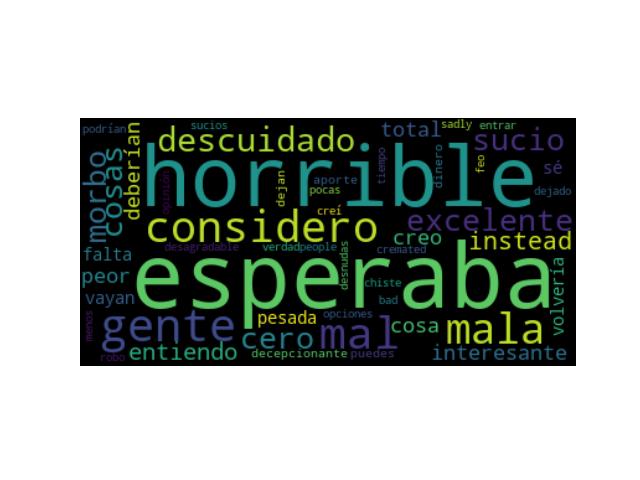 podrían
sucios
total
sadly
entrar
deberían
descuidado
sucio
horrible
cosas
morbo
opinión
dejan
aporte
pocas
tiempo
dinero
feo
sé
dejado
creí
considero
excelente
creo
instead
falta
desagradable
verdadpeople
desnudas
cremated
peor
esperaba
chiste
volvería
vayan
bad
gente
pesada
opciones
mal
cosa
mala
menos
cero
robo
entiendo
decepcionante
puedes
interesante